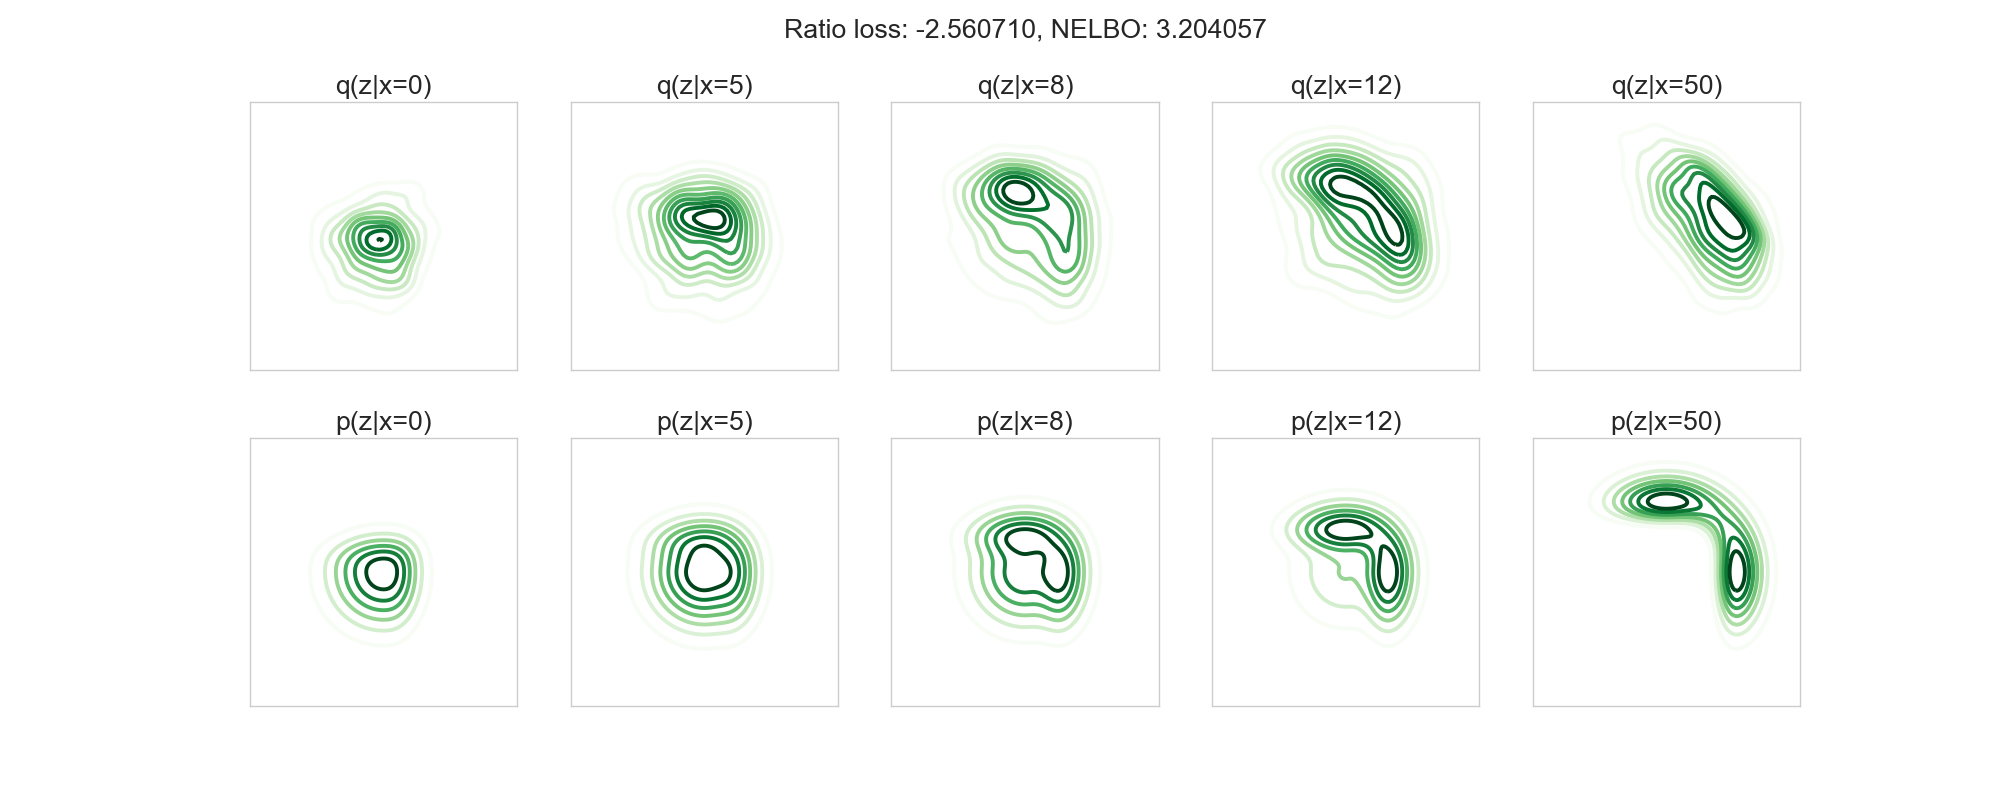 Ratio loss: -2.560710, NELBO: 3.204057
q(z|x=0) q(z|x=5) q(z|x=8) q(z|x=12) q(z|x=50)
p(z|x=0) p(z|x=5) p(z|x=8) p(z|x=12) p(z|x=50)